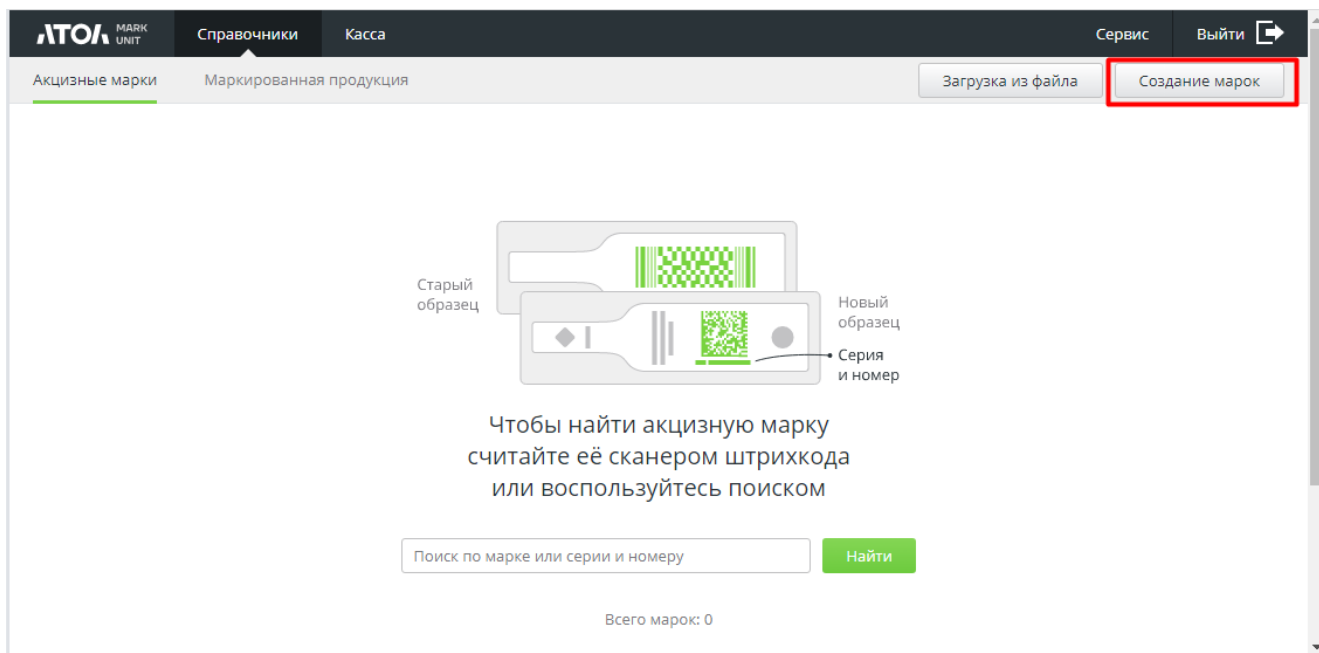 АТОЛ MARK UNIT Справочники Касса Сервис Выйти
Акцизные марки Маркированная продукция Загрузка из файла Создание марок
Старый
образец
Новый
образец
Серия
и номер
Чтобы найти акцизную марку
считайте её сканером штрихкода
или воспользуйтесь поиском
Поиск по марке или серии и номеру Найти
Всего марок: 0